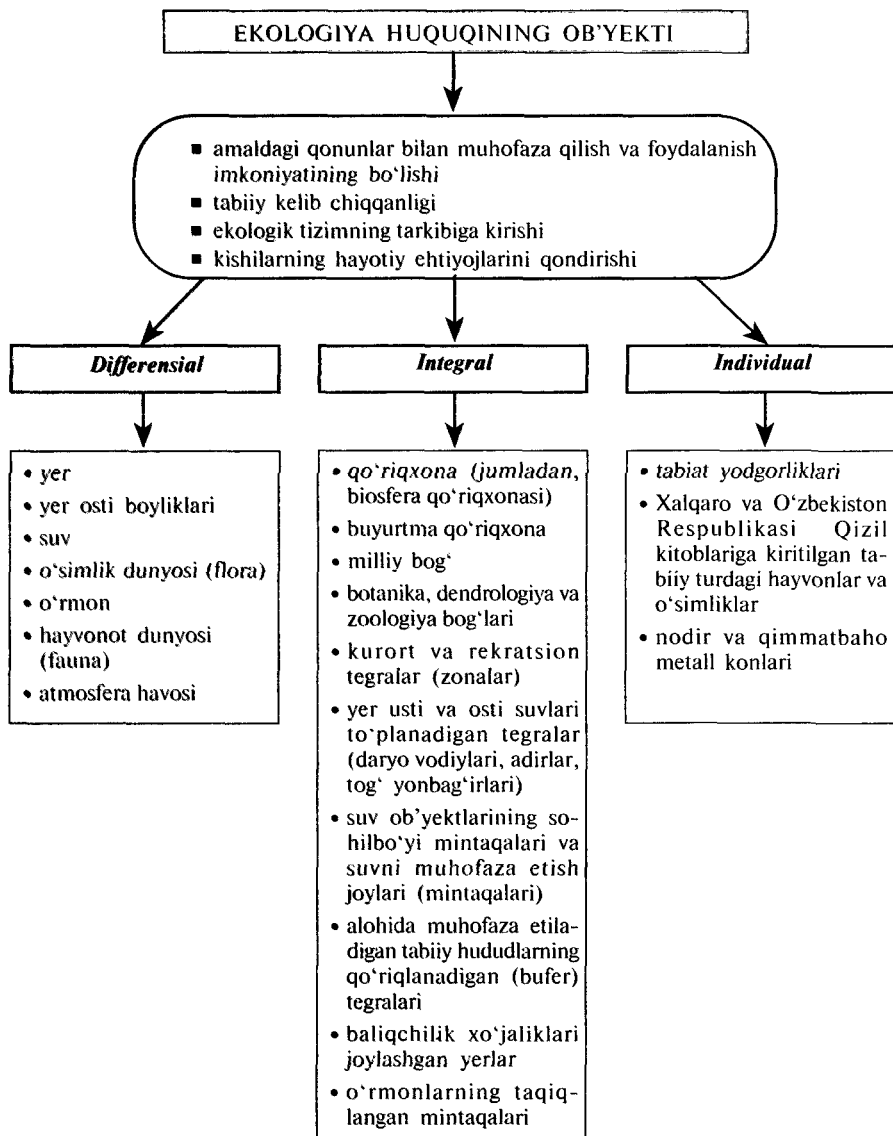 EKOLOGIYA HUQUQINING OB’YEKTI
▪ amaldagi qonunlar bilan muhofaza qilish va foydalanish
imkoniyatining bo‘lishi
▪ tabiiy kelib chiqqanligi
▪ ekologik tizimning tarkibiga kirishi
▪ kishilarning hayotiy ehtiyojlarini qondirishi
Differensial
• yer
• yer osti boyliklari
• suv
• o‘simlik dunyosi (flora)
• o‘rmon
• hayvonot dunyosi
(fauna)
• atmosfera havosi
Integral
• qo‘riqxona (jumladan,
biosfera qo‘riqxonasi)
• buyurtma qo‘riqxona
• milliy bog‘
• botanika, dendrologiya va
zoologiya bog‘lari
• kurort va rekratsion
tegralar (zonalar)
• yer usti va osti suvlari
to‘planadigan tegralar
(daryo vodiylari, adirlar,
tog‘ yonbag‘irlari)
• suv ob’yektlarining so-
hilbo‘yi mintaqalari va
suvni muhofaza etish
joylari (mintaqalari)
• alohida muhofaza etila-
digan tabiiy hududlarning
qo‘riqlanadigan (bufer)
tegralari
• baliqchilik xo‘jaliklari
joylashgan yerlar
• o‘rmonlarning taqiq-
langan mintaqalari
Individual
• tabiat yodgorliklari
• Xalqaro va O‘zbekiston
Respublikasi Qizil
kitoblariga kiritilgan ta-
biiy turdagi hayvonlar va
o‘simliklar
• nodir va qimmatbaho
metall konlari